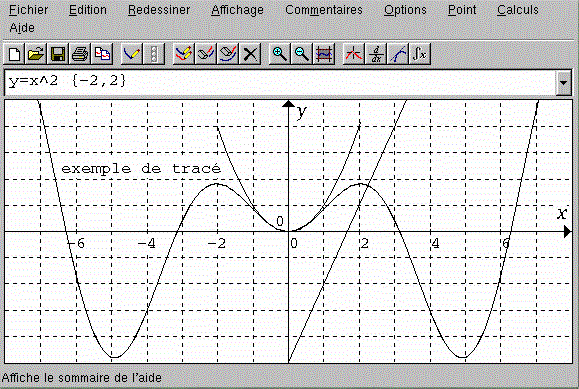 Fichier Edition Redessiner Affichage Commentaires Options Point Calculs
Aide
y=x^2 {-2,2}
y
exemple de tracé
x
0
-6 -4 -2 0 2 4 6
Affiche le sommaire de l'aide